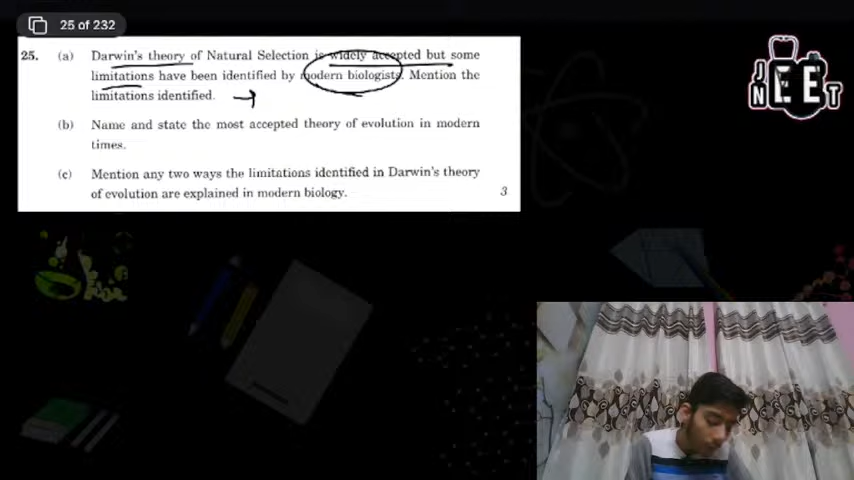 25 of 232
25. (a) Darwin's theory of Natural Selection is widely accepted but some
limitations have been identified by modern biologists. Mention the
limitations identified.
(b) Name and state the most accepted theory of evolution in modern
times.
(c) Mention any two ways the limitations identified in Darwin's theory
of evolution are explained in modern biology. 3
J
NEET